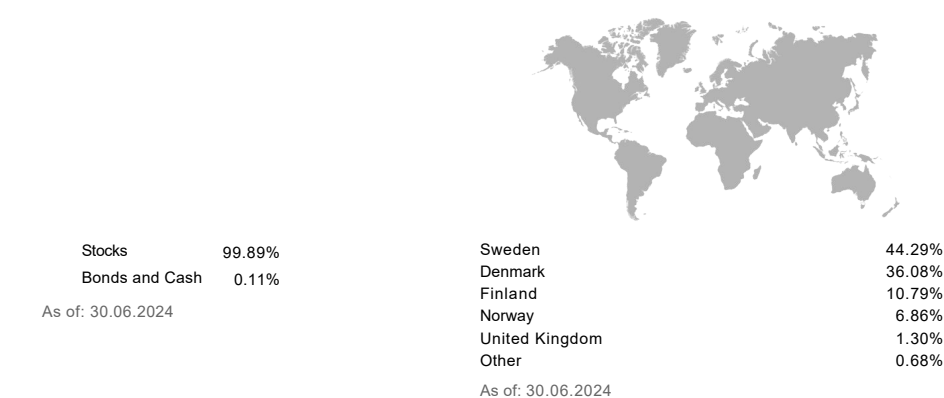 Stocks 99.89%
Bonds and Cash 0.11%
As of: 30.06.2024
Sweden 44.29%
Denmark 36.08%
Finland 10.79%
Norway 6.86%
United Kingdom 1.30%
Other 0.68%
As of: 30.06.2024